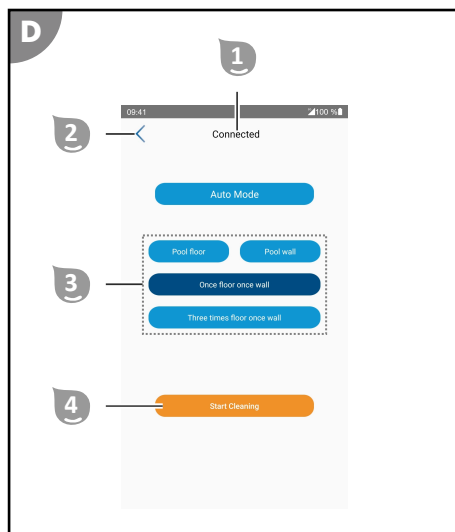 D
1
09:41 100 %
2
Connected
Auto Mode
Pool floor Pool wall
3
Once floor once wall
Three times floor once wall
4
Start Cleaning